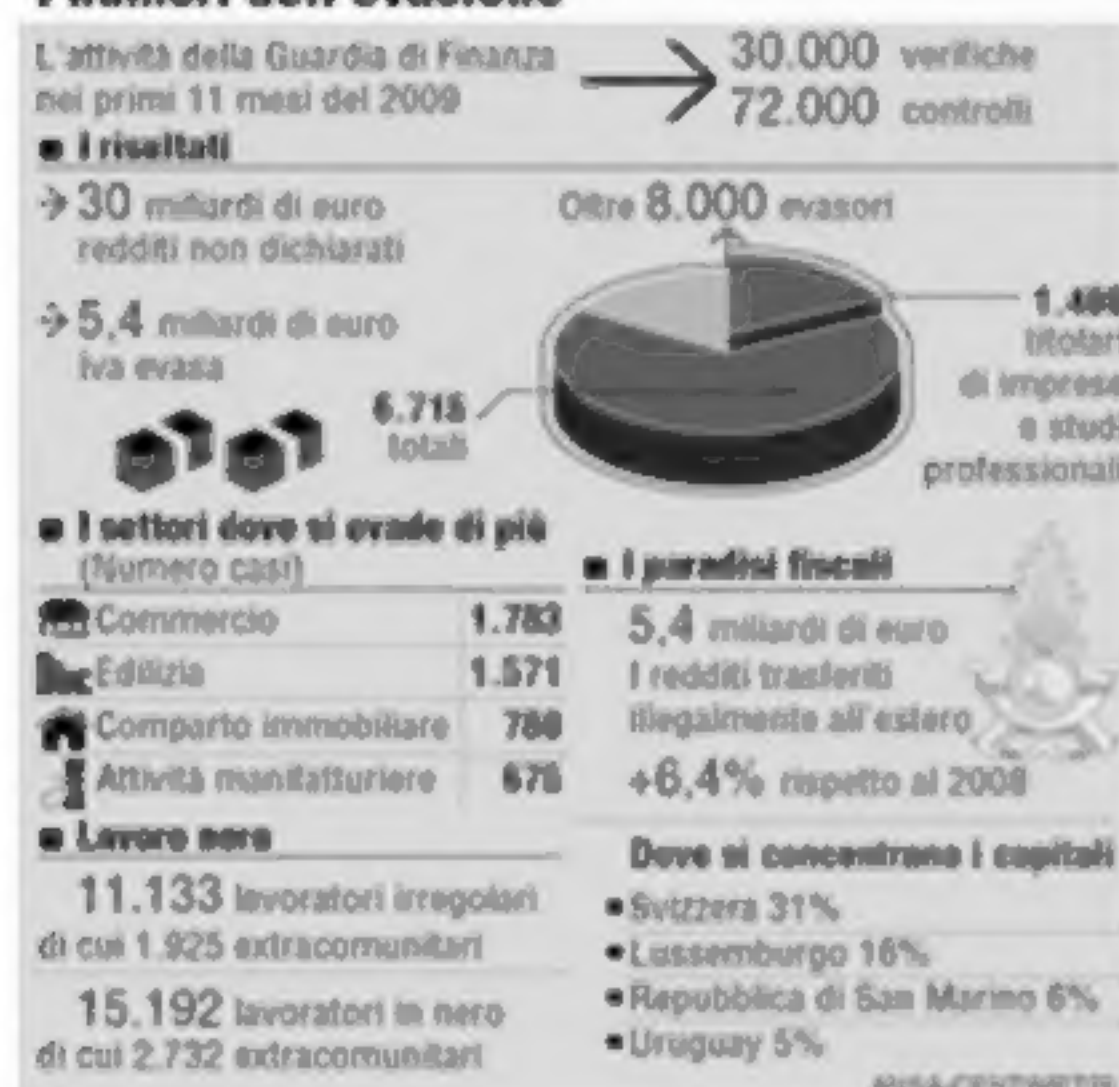 L'attività della Guardia di Finanza
nei primi 11 mesi del 2009
30.000 verifiche
72.000 controlli
I risultati
30 miliardi di euro
redditi non dichiarati
5,4 miliardi di euro
iva evasa
Oltre 8.000 evasori
6.715
totali
titolari
di imprese
e studi
professionali
I settori dove si evade di più
(Numero casi)
Commercio 1.783
Edilizia 1.571
Comparto immobiliare
Attività manifatturiere
Lavoro nero
11.133 lavoratori irregolari
di cui 1.925 extracomunitari
15.192 lavoratori in nero
di cui 2.732 extracomunitari
I paradisi fiscali
5,4 miliardi di euro
I redditi trasferiti
illegalmente all'estero
+6,4% rispetto al 2008
Dove si concentrano i capitali
Svizzera 31%
Lussemburgo 16%
Repubblica di San Marino 6%
Uruguay 5%